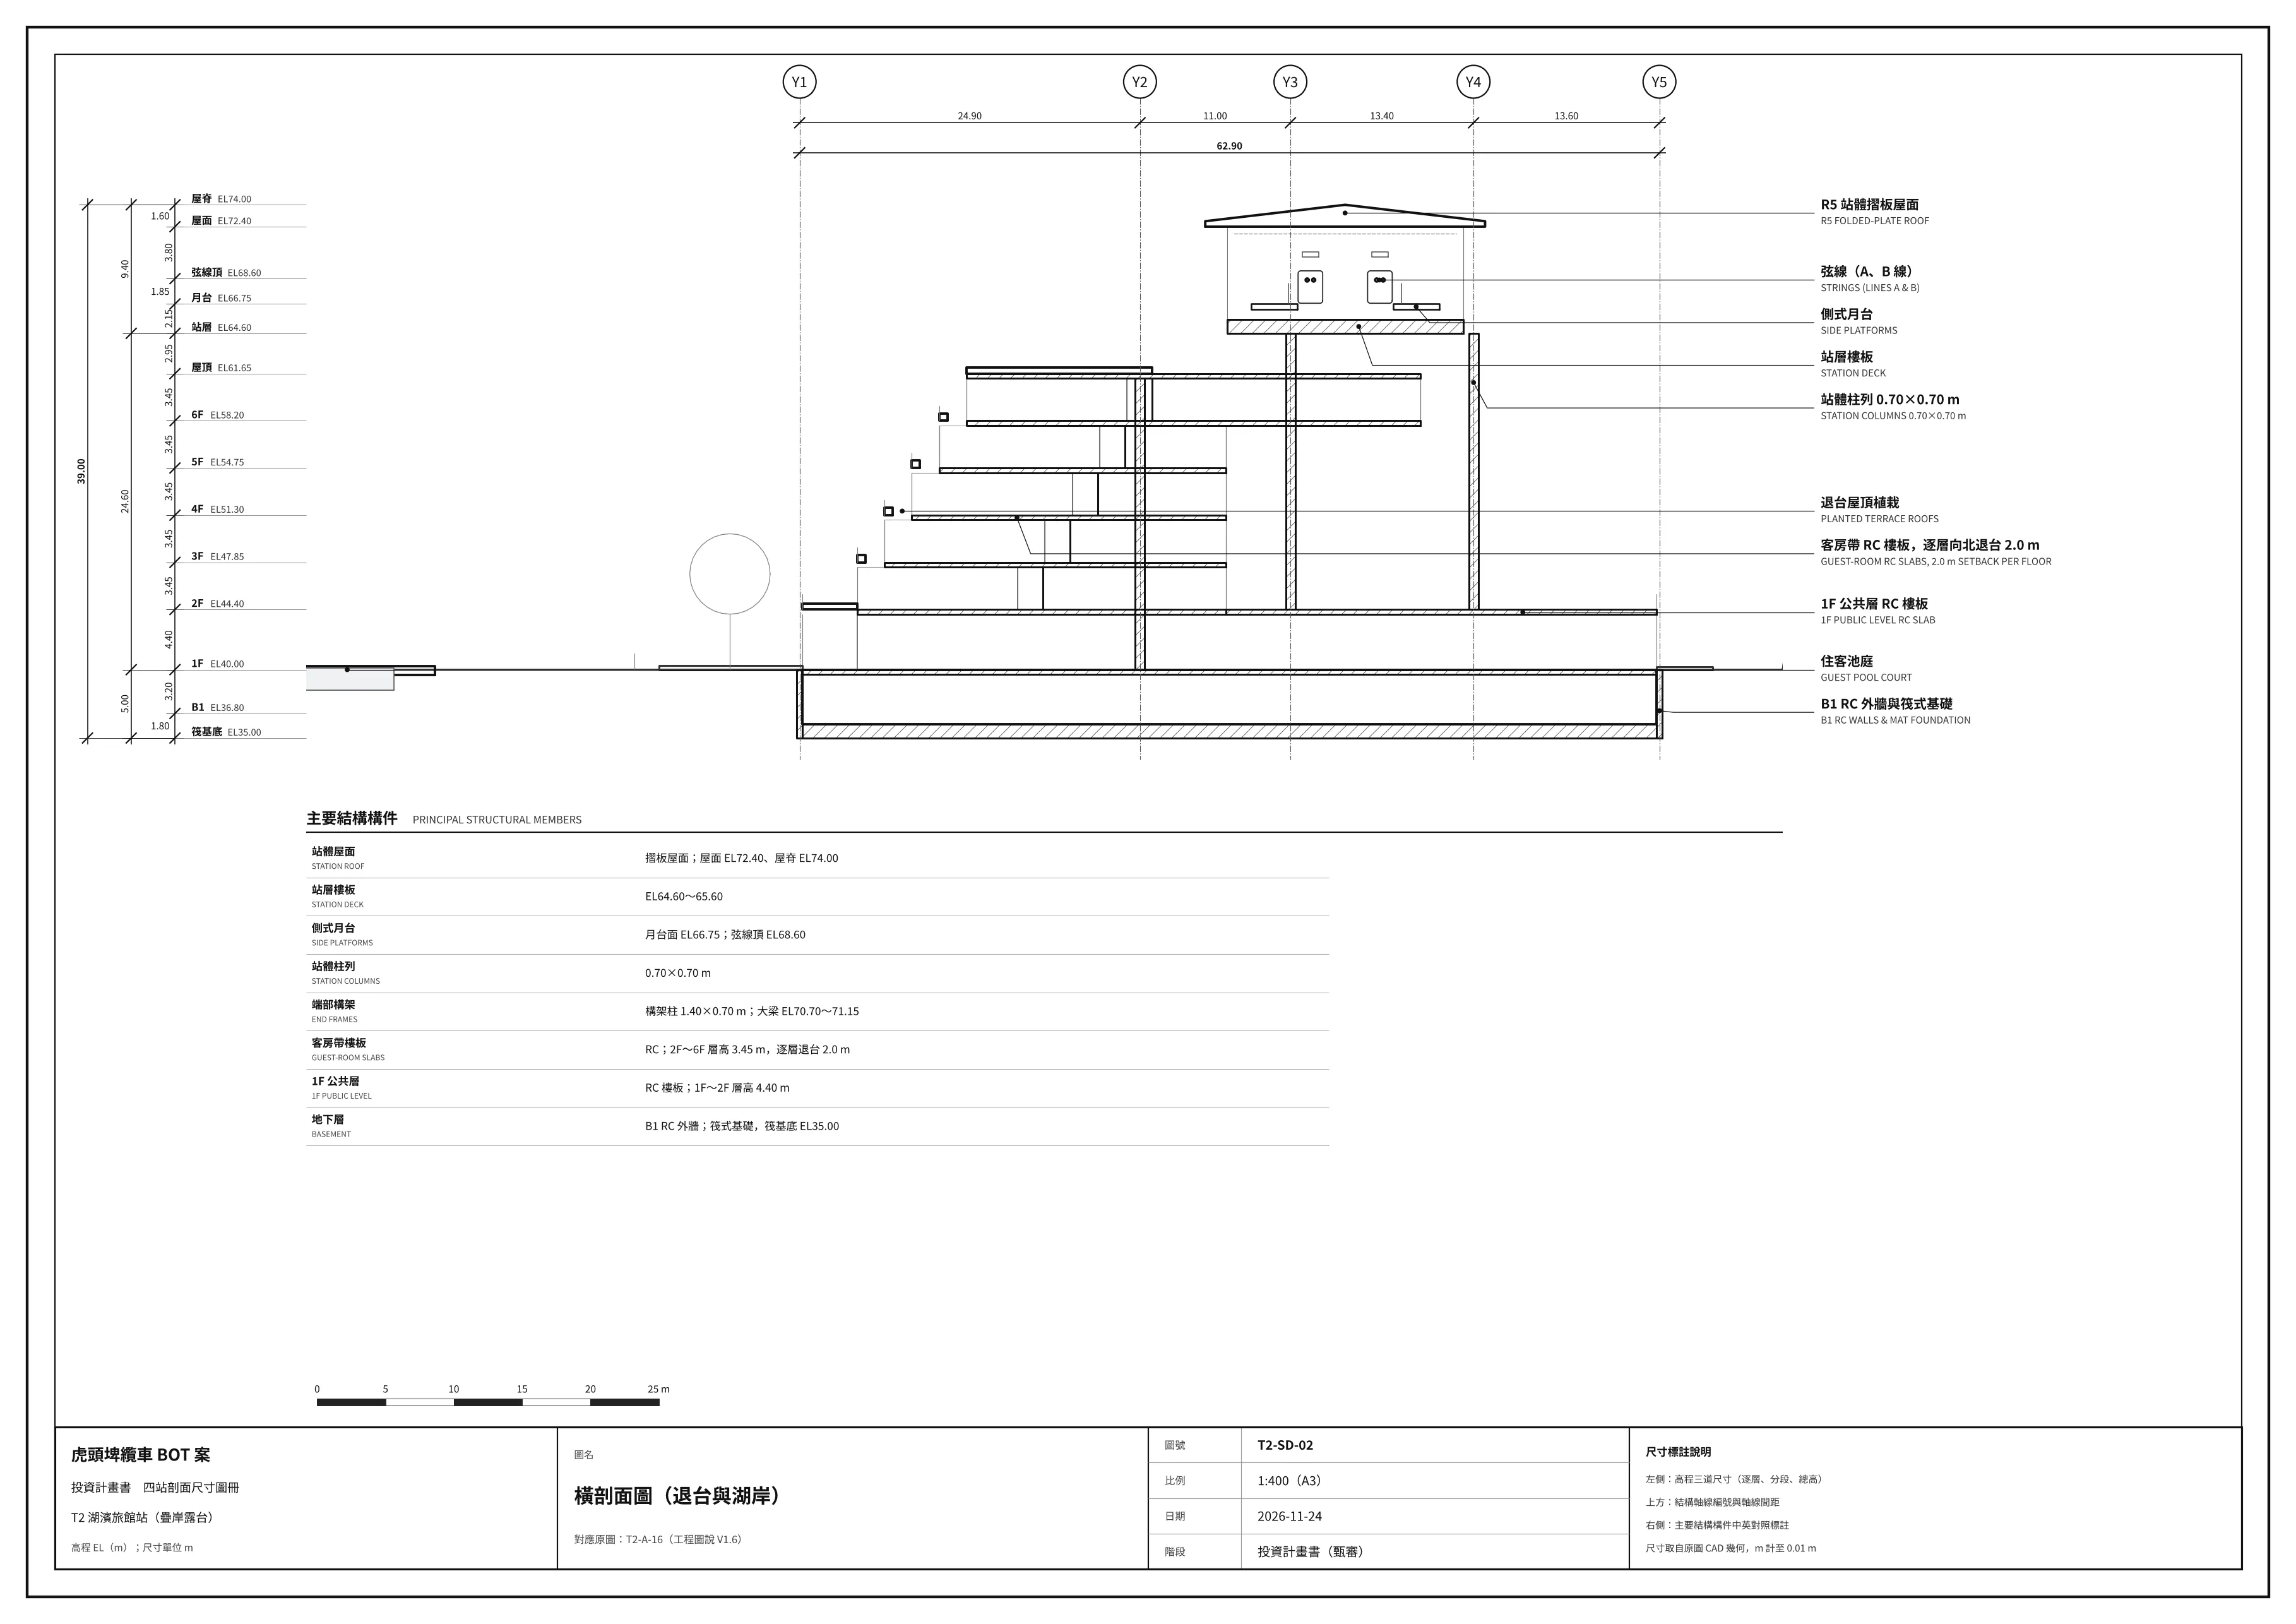 Y1 Y2 Y3 Y4 Y5
24.90 11.00 13.40 13.60
62.90
屋脊 EL74.00
1.60
屋面 EL72.40
3.80
弦線頂 EL68.60
1.85
月台 EL66.75
2.15
站層 EL64.60
2.95
屋頂 EL61.65
3.45
6F EL58.20
3.45
5F EL54.75
3.45
4F EL51.30
3.45
3F EL47.85
3.45
2F EL44.40
4.40
1F EL40.00
3.20
B1 EL36.80
1.80
筏基底 EL35.00
9.40
24.60
5.00
39.00
R5 站體摺板屋面
R5 FOLDED-PLATE ROOF
弦線（A、B 線）
STRINGS (LINES A & B)
側式月台
SIDE PLATFORMS
站層樓板
STATION DECK
站體柱列 0.70×0.70 m
STATION COLUMNS 0.70×0.70 m
退台屋頂植栽
PLANTED TERRACE ROOFS
客房帶 RC 樓板，逐層向北退台 2.0 m
GUEST-ROOM RC SLABS, 2.0 m SETBACK PER FLOOR
1F 公共層 RC 樓板
1F PUBLIC LEVEL RC SLAB
住客池庭
GUEST POOL COURT
B1 RC 外牆與筏式基礎
B1 RC WALLS & MAT FOUNDATION
主要結構構件 PRINCIPAL STRUCTURAL MEMBERS
站體屋面
STATION ROOF
摺板屋面；屋面 EL72.40、屋脊 EL74.00
站層樓板
STATION DECK
EL64.60～65.60
側式月台
SIDE PLATFORMS
月台面 EL66.75；弦線頂 EL68.60
站體柱列
STATION COLUMNS
0.70×0.70 m
端部構架
END FRAMES
構架柱 1.40×0.70 m；大梁 EL70.70～71.15
客房帶樓板
GUEST-ROOM SLABS
RC；2F～6F 層高 3.45 m，逐層退台 2.0 m
1F 公共層
1F PUBLIC LEVEL
RC 樓板；1F～2F 層高 4.40 m
地下層
BASEMENT
B1 RC 外牆；筏式基礎，筏基底 EL35.00
0 5 10 15 20 25 m
虎頭埤纜車 BOT 案
投資計畫書 四站剖面尺寸圖冊
T2 湖濱旅館站（疊岸露台）
高程 EL（m）；尺寸單位 m
圖名
橫剖面圖（退台與湖岸）
對應原圖：T2-A-16（工程圖說 V1.6）
圖號 T2-SD-02
比例 1:400（A3）
日期 2026-11-24
階段 投資計畫書（甄審）
尺寸標註說明
左側：高程三道尺寸（逐層、分段、總高）
上方：結構軸線編號與軸線間距
右側：主要結構構件中英對照標註
尺寸取自原圖 CAD 幾何，m 計至 0.01 m